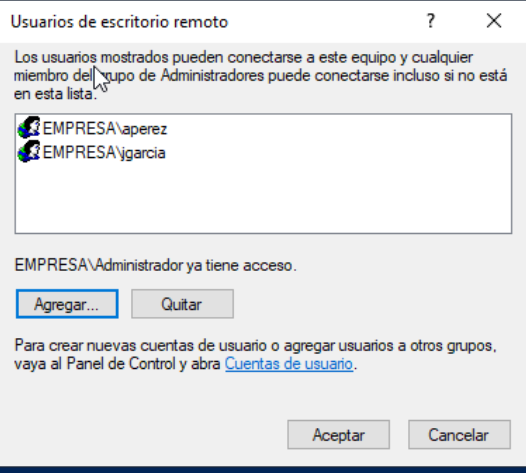 Usuarios de escritorio remoto
Los usuarios mostrados pueden conectarse a este equipo y cualquier
miembro del grupo de Administradores puede conectarse incluso si no está
en esta lista.
EMPRESA\aperez
EMPRESA\jgarcia
EMPRESA\Administrador ya tiene acceso.
Agregar...
Quitar
Para crear nuevas cuentas de usuario o agregar usuarios a otros grupos,
vaya al Panel de Control y abra Cuentas de usuario.
Aceptar
Cancelar